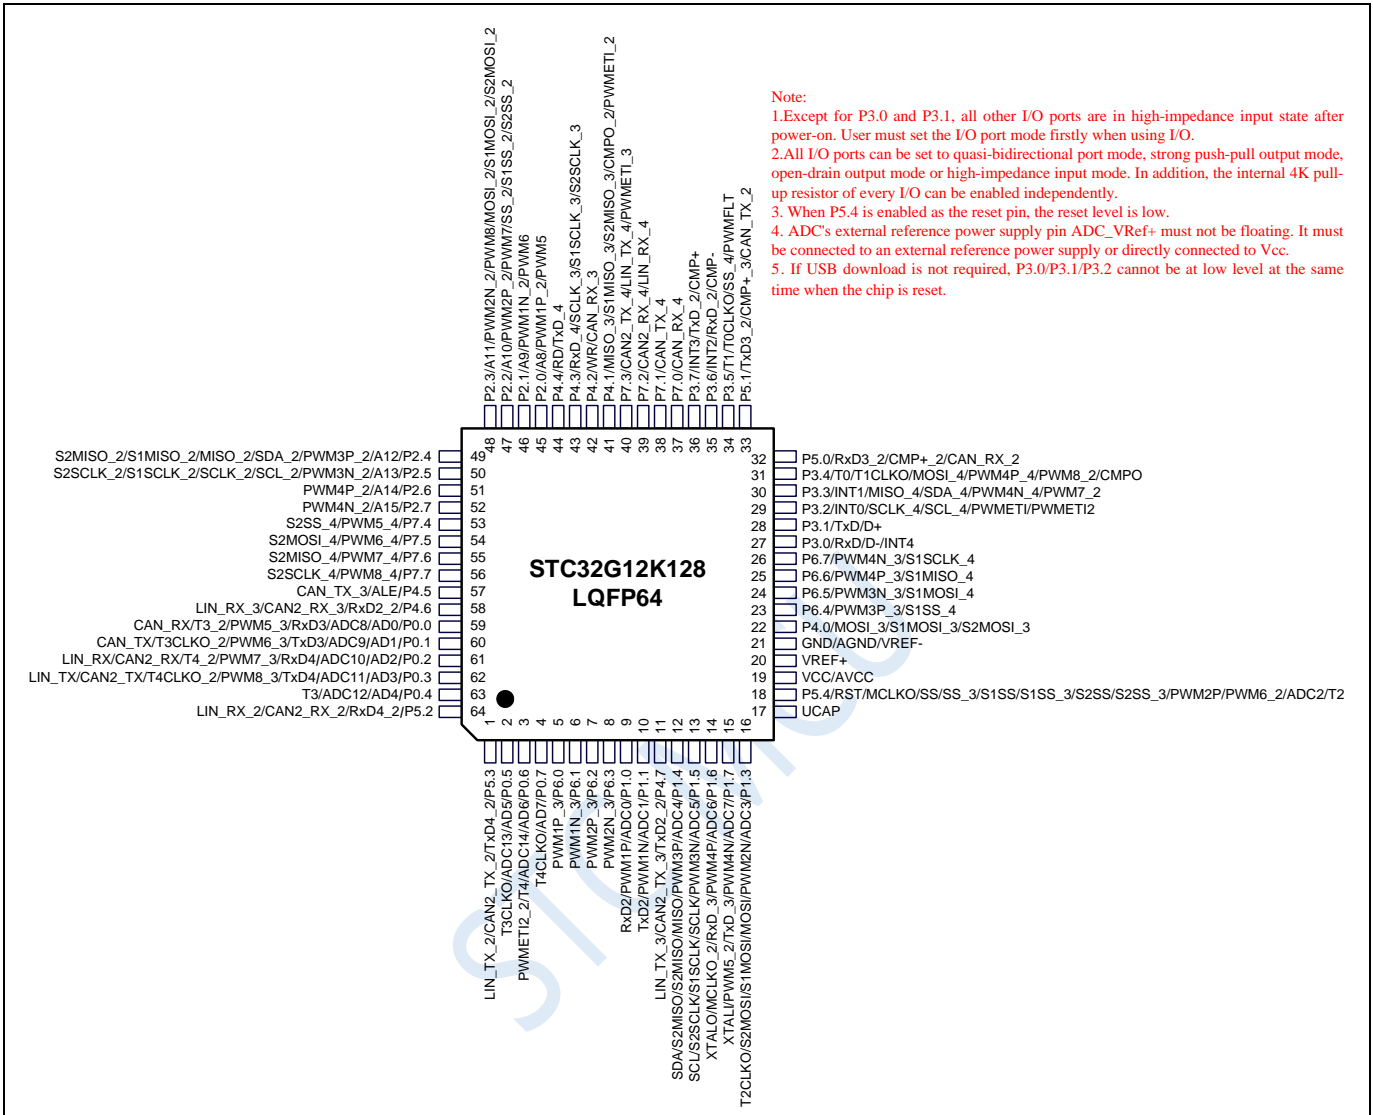 P2.3/A11/PWM2N_2/PWM8/MOSI_2/S1MOSI_2/S2MOSI_2
P2.2/A10/PWM2P_2/PWM7/SS_2/S1SS_2/S2SS_2
P2.1/A9/PWM1N_2/PWM6
P2.0/A8/PWM1P_2/PWM5
P4.4/RD/TxD_4
P4.3/RxD_4/SCLK_3/S1SCLK_3/S2SCLK_3
P4.2/WR/CAN_RX_3
P4.1/MISO_3/S1MISO_3/S2MISO_3/CMPO_2/PWMETI_2
P7.3/CAN2_TX_4/LIN_TX_4/PWMETI_3
P7.2/CAN2_RX_4/LIN_RX_4
P7.1/CAN_TX_4
P7.0/CAN_RX_4
P3.7/INT3/TxD_2/CMP+
P3.6/INT2/RxD_2/CMP-
P3.5/T1/T0CLKO/SS_4/PWMFLT
P5.1/TxD3_2/CMP+_3/CAN_TX_2
Note:
1.Except for P3.0 and P3.1, all other I/O ports are in high-impedance input state after
power-on. User must set the I/O port mode firstly when using I/O.
2.All I/O ports can be set to quasi-bidirectional port mode, strong push-pull output mode,
open-drain output mode or high-impedance input mode. In addition, the internal 4K pull-
up resistor of every I/O can be enabled independently.
3. When P5.4 is enabled as the reset pin, the reset level is low.
4. ADC's external reference power supply pin ADC_VRef+ must not be floating. It must
be connected to an external reference power supply or directly connected to Vcc.
5. If USB download is not required, P3.0/P3.1/P3.2 cannot be at low level at the same
time when the chip is reset.
48 47 46 45 44 43 42 41 40 39 38 37 36 35 34 33
S2MISO_2/S1MISO_2/MISO_2/SDA_2/PWM3P_2/A12/P2.4 49
S2SCLK_2/S1SCLK_2/SCLK_2/SCL_2/PWM3N_2/A13/P2.5 50
PWM4P_2/A14/P2.6 51
PWM4N_2/A15/P2.7 52
S2SS_4/PWM5_4/P7.4 53
S2MOSI_4/PWM6_4/P7.5 54
S2MISO_4/PWM7_4/P7.6 55
S2SCLK_4/PWM8_4/P7.7 56
CAN_TX_3/ALE/P4.5 57
LIN_RX_3/CAN2_RX_3/RxD2_2/P4.6 58
CAN_RX/T3_2/PWM5_3/RxD3/ADC8/AD0/P0.0 59
CAN_TX/T3CLKO_2/PWM6_3/TxD3/ADC9/AD1/P0.1 60
LIN_RX/CAN2_RX/T4_2/PWM7_3/RxD4/ADC10/AD2/P0.2 61
LIN_TX/CAN2_TX/T4CLKO_2/PWM8_3/TxD4/ADC11/AD3/P0.3 62
T3/ADC12/AD4/P0.4 63
LIN_RX_2/CAN2_RX_2/RxD4_2/P5.2 64
STC32G12K128
LQFP64
32 P5.0/RxD3_2/CMP+_2/CAN_RX_2
31 P3.4/T0/T1CLKO/MOSI_4/PWM4P_4/PWM8_2/CMPO
30 P3.3/INT1/MISO_4/SDA_4/PWM4N_4/PWM7_2
29 P3.2/INT0/SCLK_4/SCL_4/PWMETI/PWMETI2
28 P3.1/TxD/D+
27 P3.0/RxD/D-/INT4
26 P6.7/PWM4N_3/S1SCLK_4
25 P6.6/PWM4P_3/S1MISO_4
24 P6.5/PWM3N_3/S1MOSI_4
23 P6.4/PWM3P_3/S1SS_4
22 P4.0/MOSI_3/S1MOSI_3/S2MOSI_3
21 GND/AGND/VREF-
20 VREF+
19 VCC/AVCC
18 P5.4/RST/MCLKO/SS/SS_3/S1SS/S1SS_3/S2SS/S2SS_3/PWM2P/PWM6_2/ADC2/T2
17 UCAP
1 2 3 4 5 6 7 8 9 10 11 12 13 14 15 16
LIN_TX_2/CAN2_TX_2/TxD4_2/P5.3
T3CLKO/ADC13/AD5/P0.5
PWMETI2_2/T4/ADC14/AD6/P0.6
T4CLKO/AD7/P0.7
PWM1P_3/P6.0
PWM1N_3/P6.1
PWM2P_3/P6.2
PWM2N_3/P6.3
RxD2/PWM1P/ADC0/P1.0
TxD2/PWM1N/ADC1/P1.1
LIN_TX_3/CAN2_TX_3/TxD2_2/P4.7
SDA/S2MISO/S2MISO/MISO/PWM3P/ADC4/P1.4
SCL/S2SCLK/S1SCLK/SCLK/PWM3N/ADC5/P1.5
XTALO/MCLKO_2/RxD_3/PWM4P/ADC6/P1.6
XTALI/PWM5_2/TxD_3/PWM4N/ADC7/P1.7
T2CLKO/S2MOSI/S1MOSI/MOSI/PWM2N/ADC3/P1.3
STCMCU